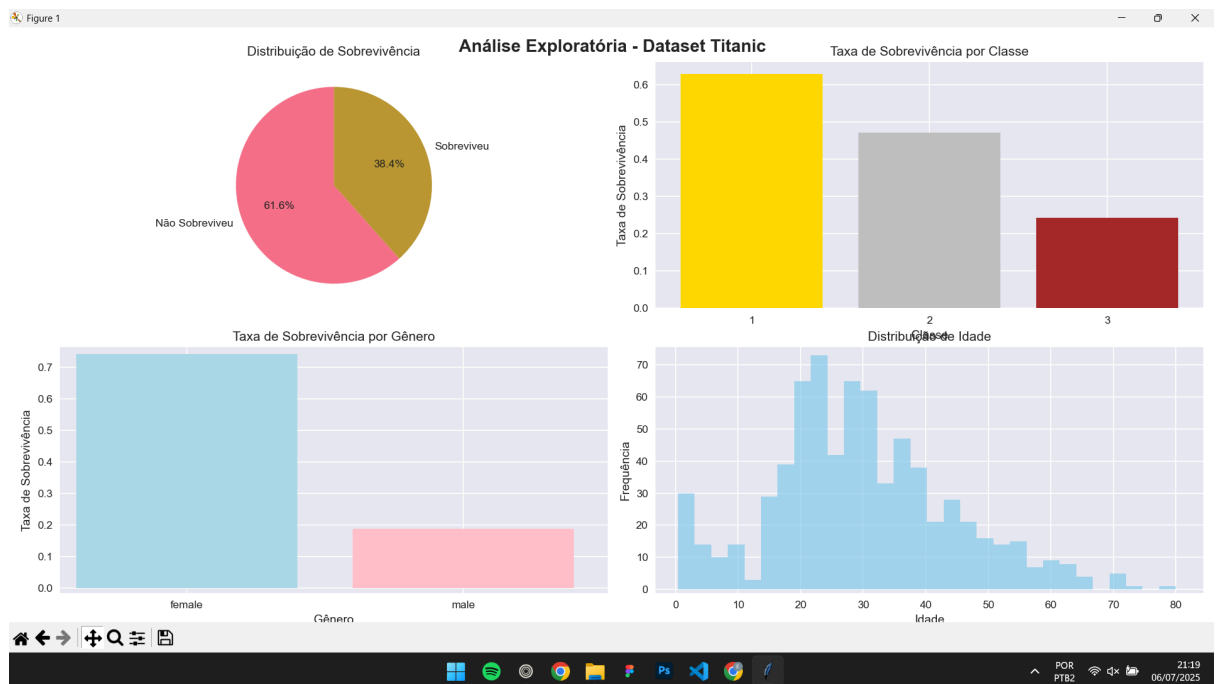 Figure 1
Análise Exploratória - Dataset Titanic
Distribuição de Sobrevivência
Sobreviveu
38.4%
61.6%
Não Sobreviveu
Taxa de Sobrevivência por Classe
Taxa de Sobrevivência
0.6
0.5
0.4
0.3
0.2
0.1
0.0
1 2 3
Classe
Taxa de Sobrevivência por Gênero
Taxa de Sobrevivência
0.7
0.6
0.5
0.4
0.3
0.2
0.1
0.0
female male
Gênero
Distribuição de Idade
Frequência
70
60
50
40
30
20
10
0
0 10 20 30 40 50 60 70 80
Idade
Ps
POR
PTB2
21:19
06/07/2025